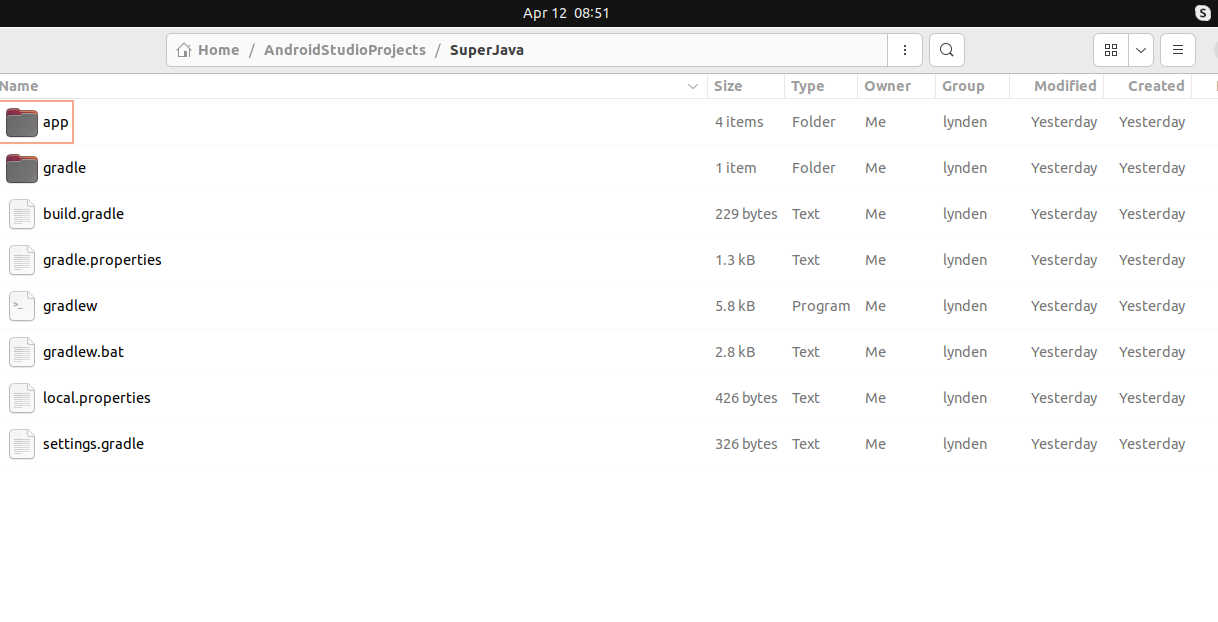 Apr 12 08:51
S
Home / AndroidStudioProjects / SuperJava
Name Size Type Owner Group Modified Created
app 4 items Folder Me lynden Yesterday Yesterday
gradle 1 item Folder Me lynden Yesterday Yesterday
build.gradle 229 bytes Text Me lynden Yesterday Yesterday
gradle.properties 1.3 kB Text Me lynden Yesterday Yesterday
gradlew 5.8 kB Program Me lynden Yesterday Yesterday
gradlew.bat 2.8 kB Text Me lynden Yesterday Yesterday
local.properties 426 bytes Text Me lynden Yesterday Yesterday
settings.gradle 326 bytes Text Me lynden Yesterday Yesterday